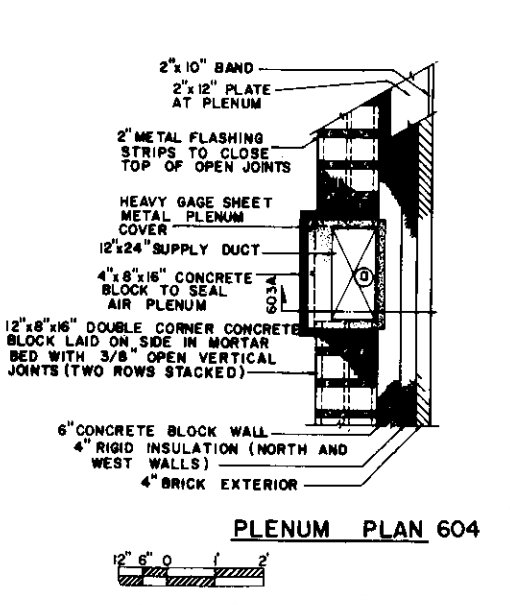 2"x 10" BAND
2"x 12" PLATE
AT PLENUM
2" METAL FLASHING
STRIPS TO CLOSE
TOP OF OPEN JOINTS
HEAVY GAGE SHEET
METAL PLENUM
COVER
12"x24" SUPPLY DUCT
4"x 8"x16" CONCRETE
BLOCK TO SEAL
AIR PLENUM
603A
12"x8"x16" DOUBLE CORNER CONCRETE
BLOCK LAID ON SIDE IN MORTAR
BED WITH 3/8" OPEN VERTICAL
JOINTS (TWO ROWS STACKED)
6" CONCRETE BLOCK WALL
4" RIGID INSULATION (NORTH AND
WEST WALLS)
4" BRICK EXTERIOR
PLENUM PLAN 604
12" 6" 0 1' 2'